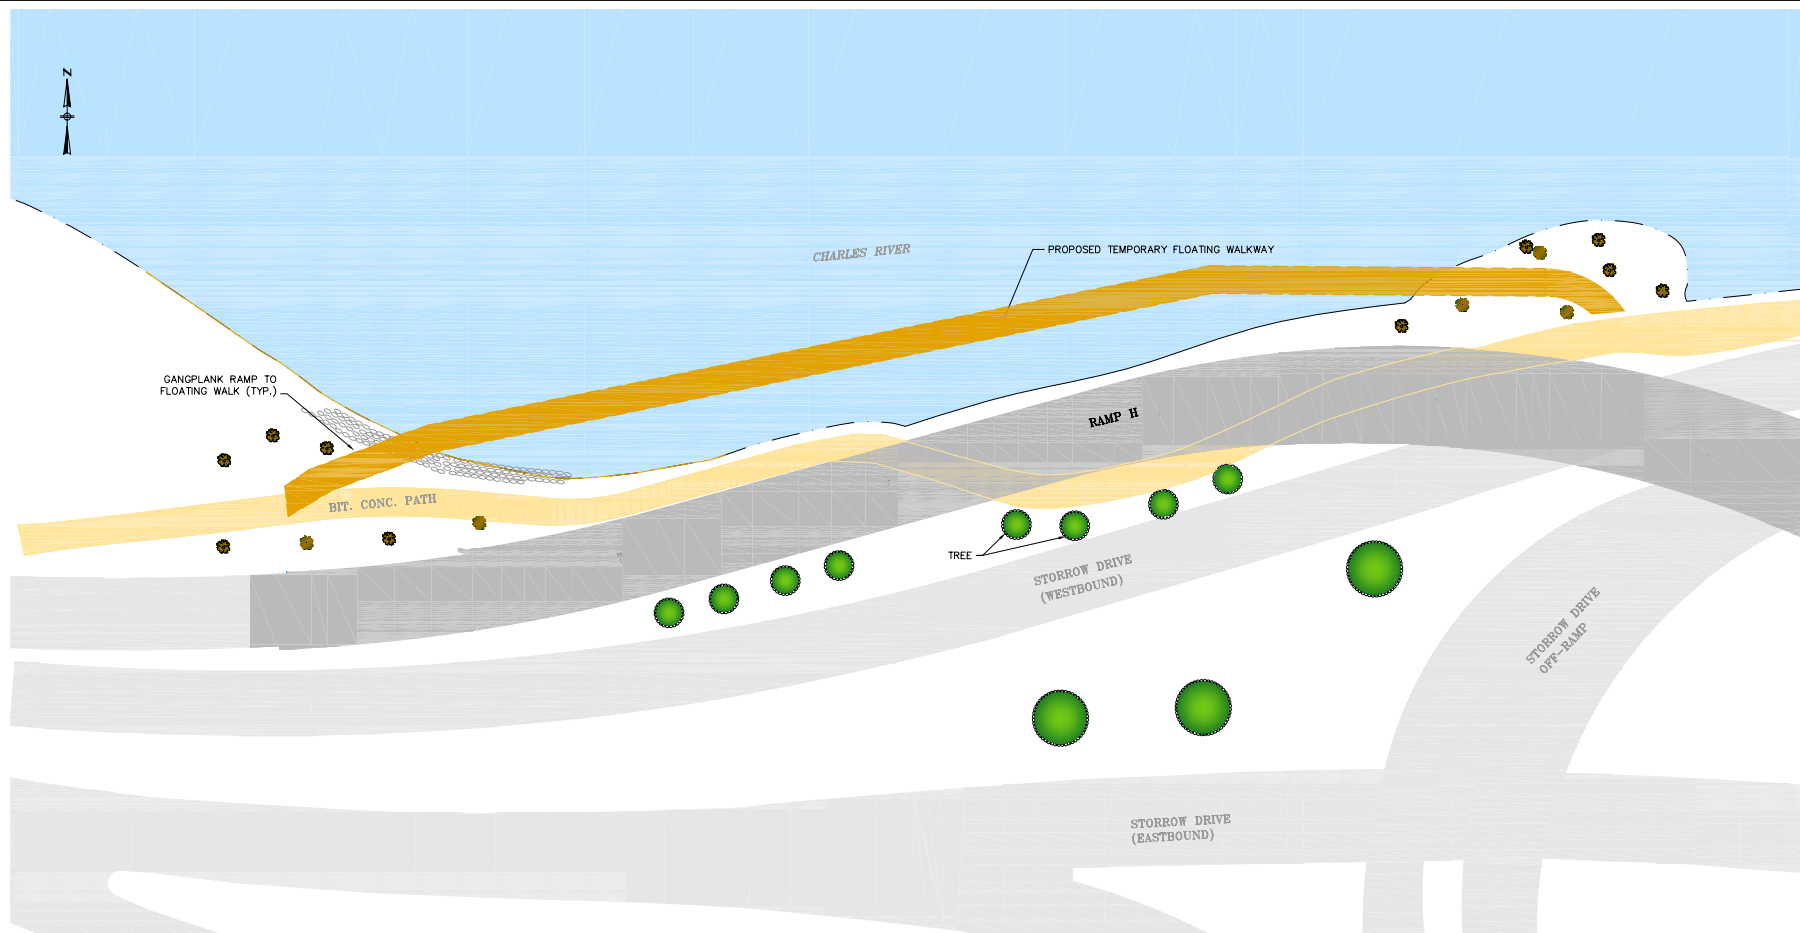 N
CHARLES RIVER
PROPOSED TEMPORARY FLOATING WALKWAY
GANGPLANK RAMP TO
FLOATING WALK (TYP.)
RAMP H
BIT. CONC. PATH
TREE
STORROW DRIVE
(WESTBOUND)
STORROW DRIVE
OFF-RAMP
STORROW DRIVE
(EASTBOUND)